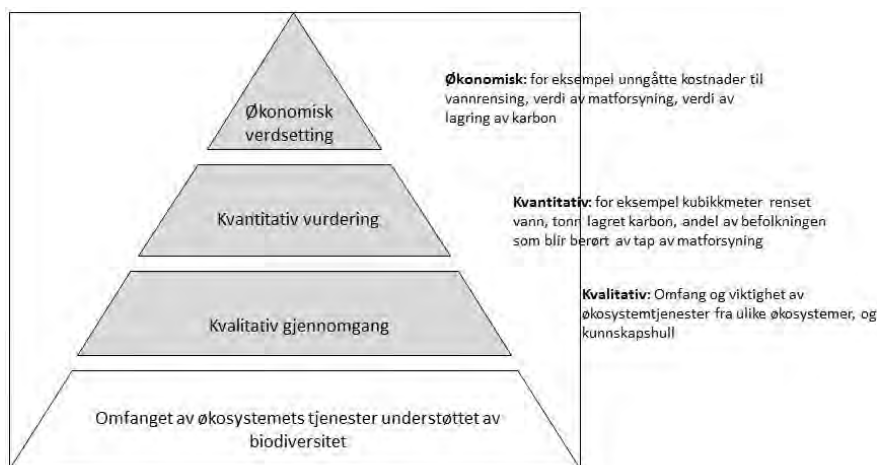 Økonomisk
verdsetting
Økonomisk: for eksempel unngåtte kostnader til
vannrensing, verdi av matforsyning, verdi av
lagring av karbon
Kvantitativ vurdering
Kvantitativ: for eksempel kubikkmeter renset
vann, tonn lagret karbon, andel av befolkningen
som blir berørt av tap av matforsyning
Kvalitativ gjennomgang
Kvalitativ: Omfang og viktighet av
økosystemtjenester fra ulike økosystemer, og
kunnskapshull
Omfanget av økosystemets tjenester understøttet av
biodiversitet